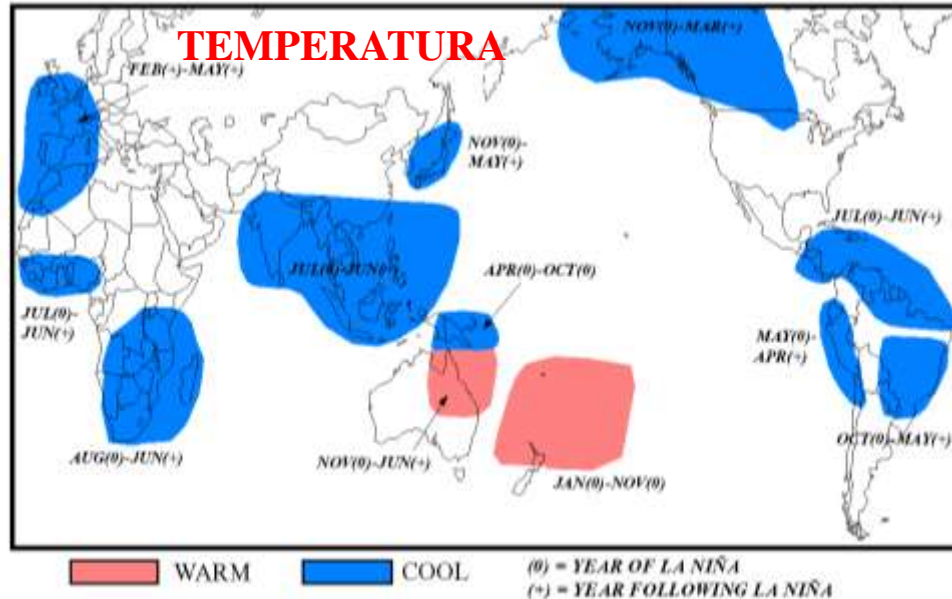 TEMPERATURA
NOV(0)-MAR(+)
FEB(+)-MAY(+)
NOV(0)-
MAY(+)
JUL(0)-JUN(+)
JUL(0)-JUN(+)
APR(0)-OCT(0)
JUL(0)-
JUN(+)
MAY(0)-
APR(+)
AUG(0)-JUN(+)
NOV(0)-JUN(+)
OCT(0)-MAY(+)
JAN(0)-NOV(0)
WARM
COOL
(0) = YEAR OF LA NIÑA
(+) = YEAR FOLLOWING LA NIÑA